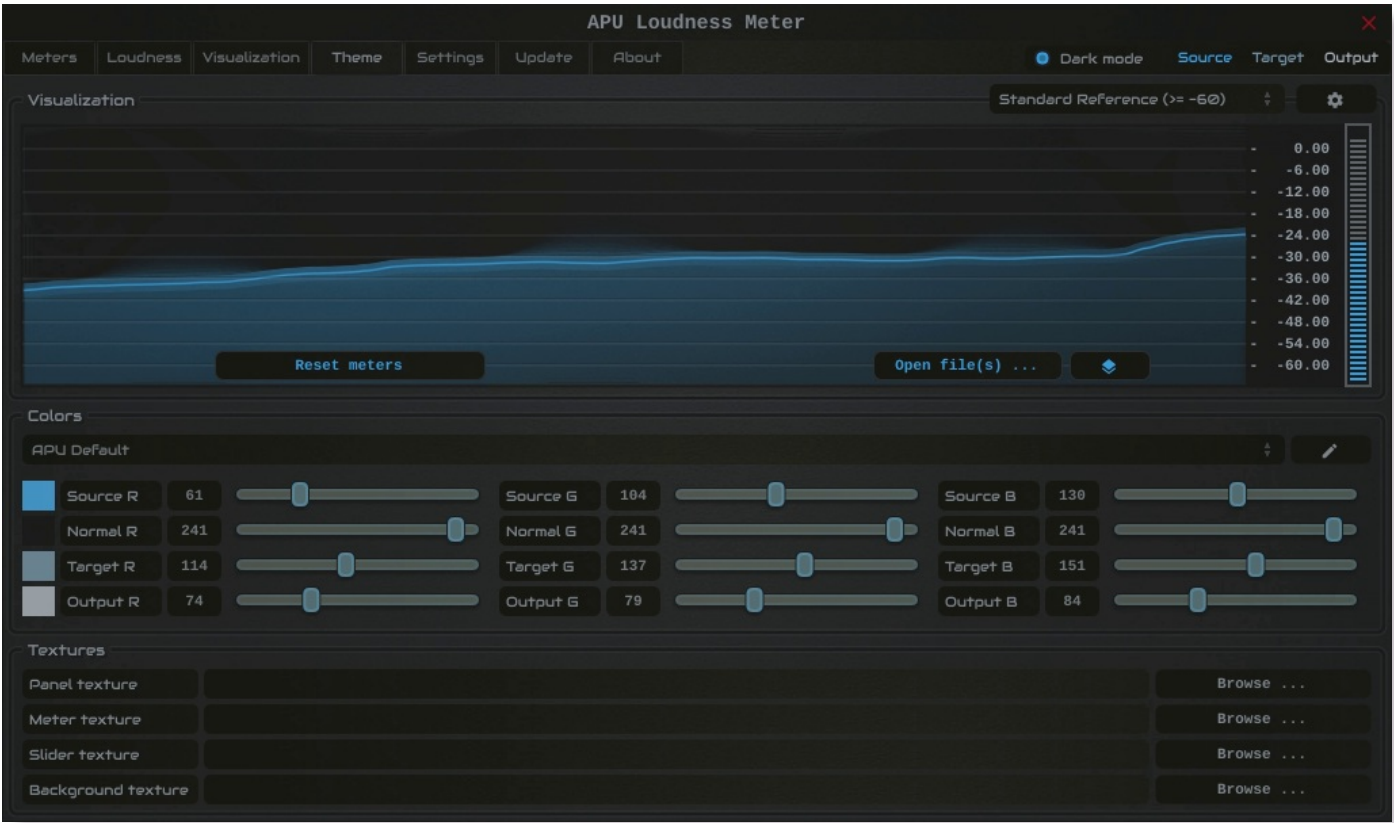 APU Loudness Meter
Meters Loudness Visualization Theme Settings Update About Dark mode Source Target Output
Visualization Standard Reference (>= -60)
- 0.00
- -6.00
- -12.00
- -18.00
- -24.00
- -30.00
- -36.00
- -42.00
- -48.00
- -54.00
Reset meters Open file(s) ... - -60.00
Colors
APU Default
Source R 61 Source G 104 Source B 130
Normal R 241 Normal G 241 Normal B 241
Target R 114 Target G 137 Target B 151
Output R 74 Output G 79 Output B 84
Textures
Panel texture Browse ...
Meter texture Browse ...
Slider texture Browse ...
Background texture Browse ...